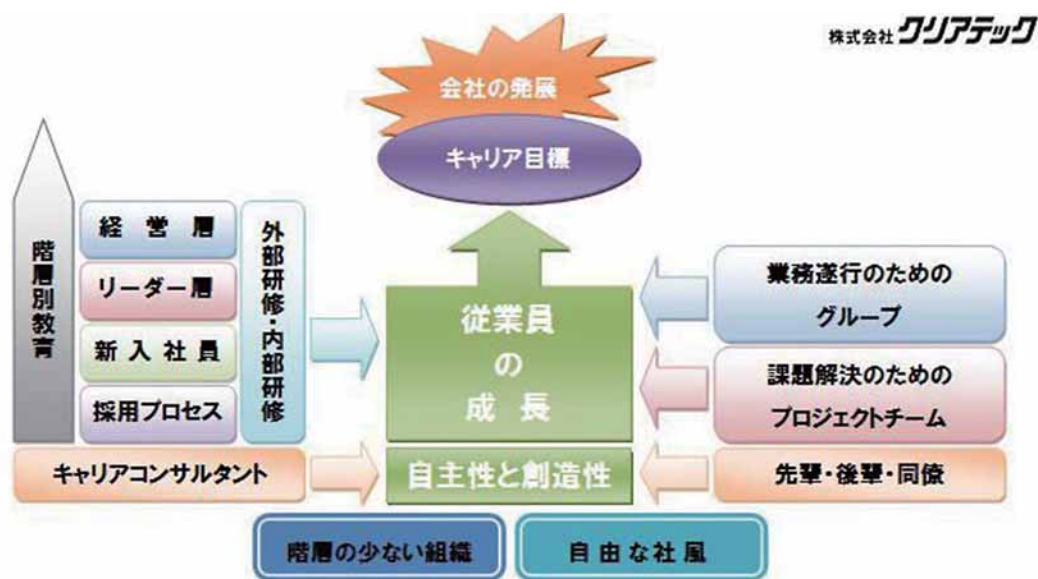 株式会社クリアテック
会社の発展
キャリア目標
階層別教育
経営層
リーダー層
新入社員
採用プロセス
外部研修・内部研修
従業員
の
成長
業務遂行のための
グループ
課題解決のための
プロジェクトチーム
キャリアコンサルタント
自主性と創造性
先輩・後輩・同僚
階層の少ない組織
自由な社風